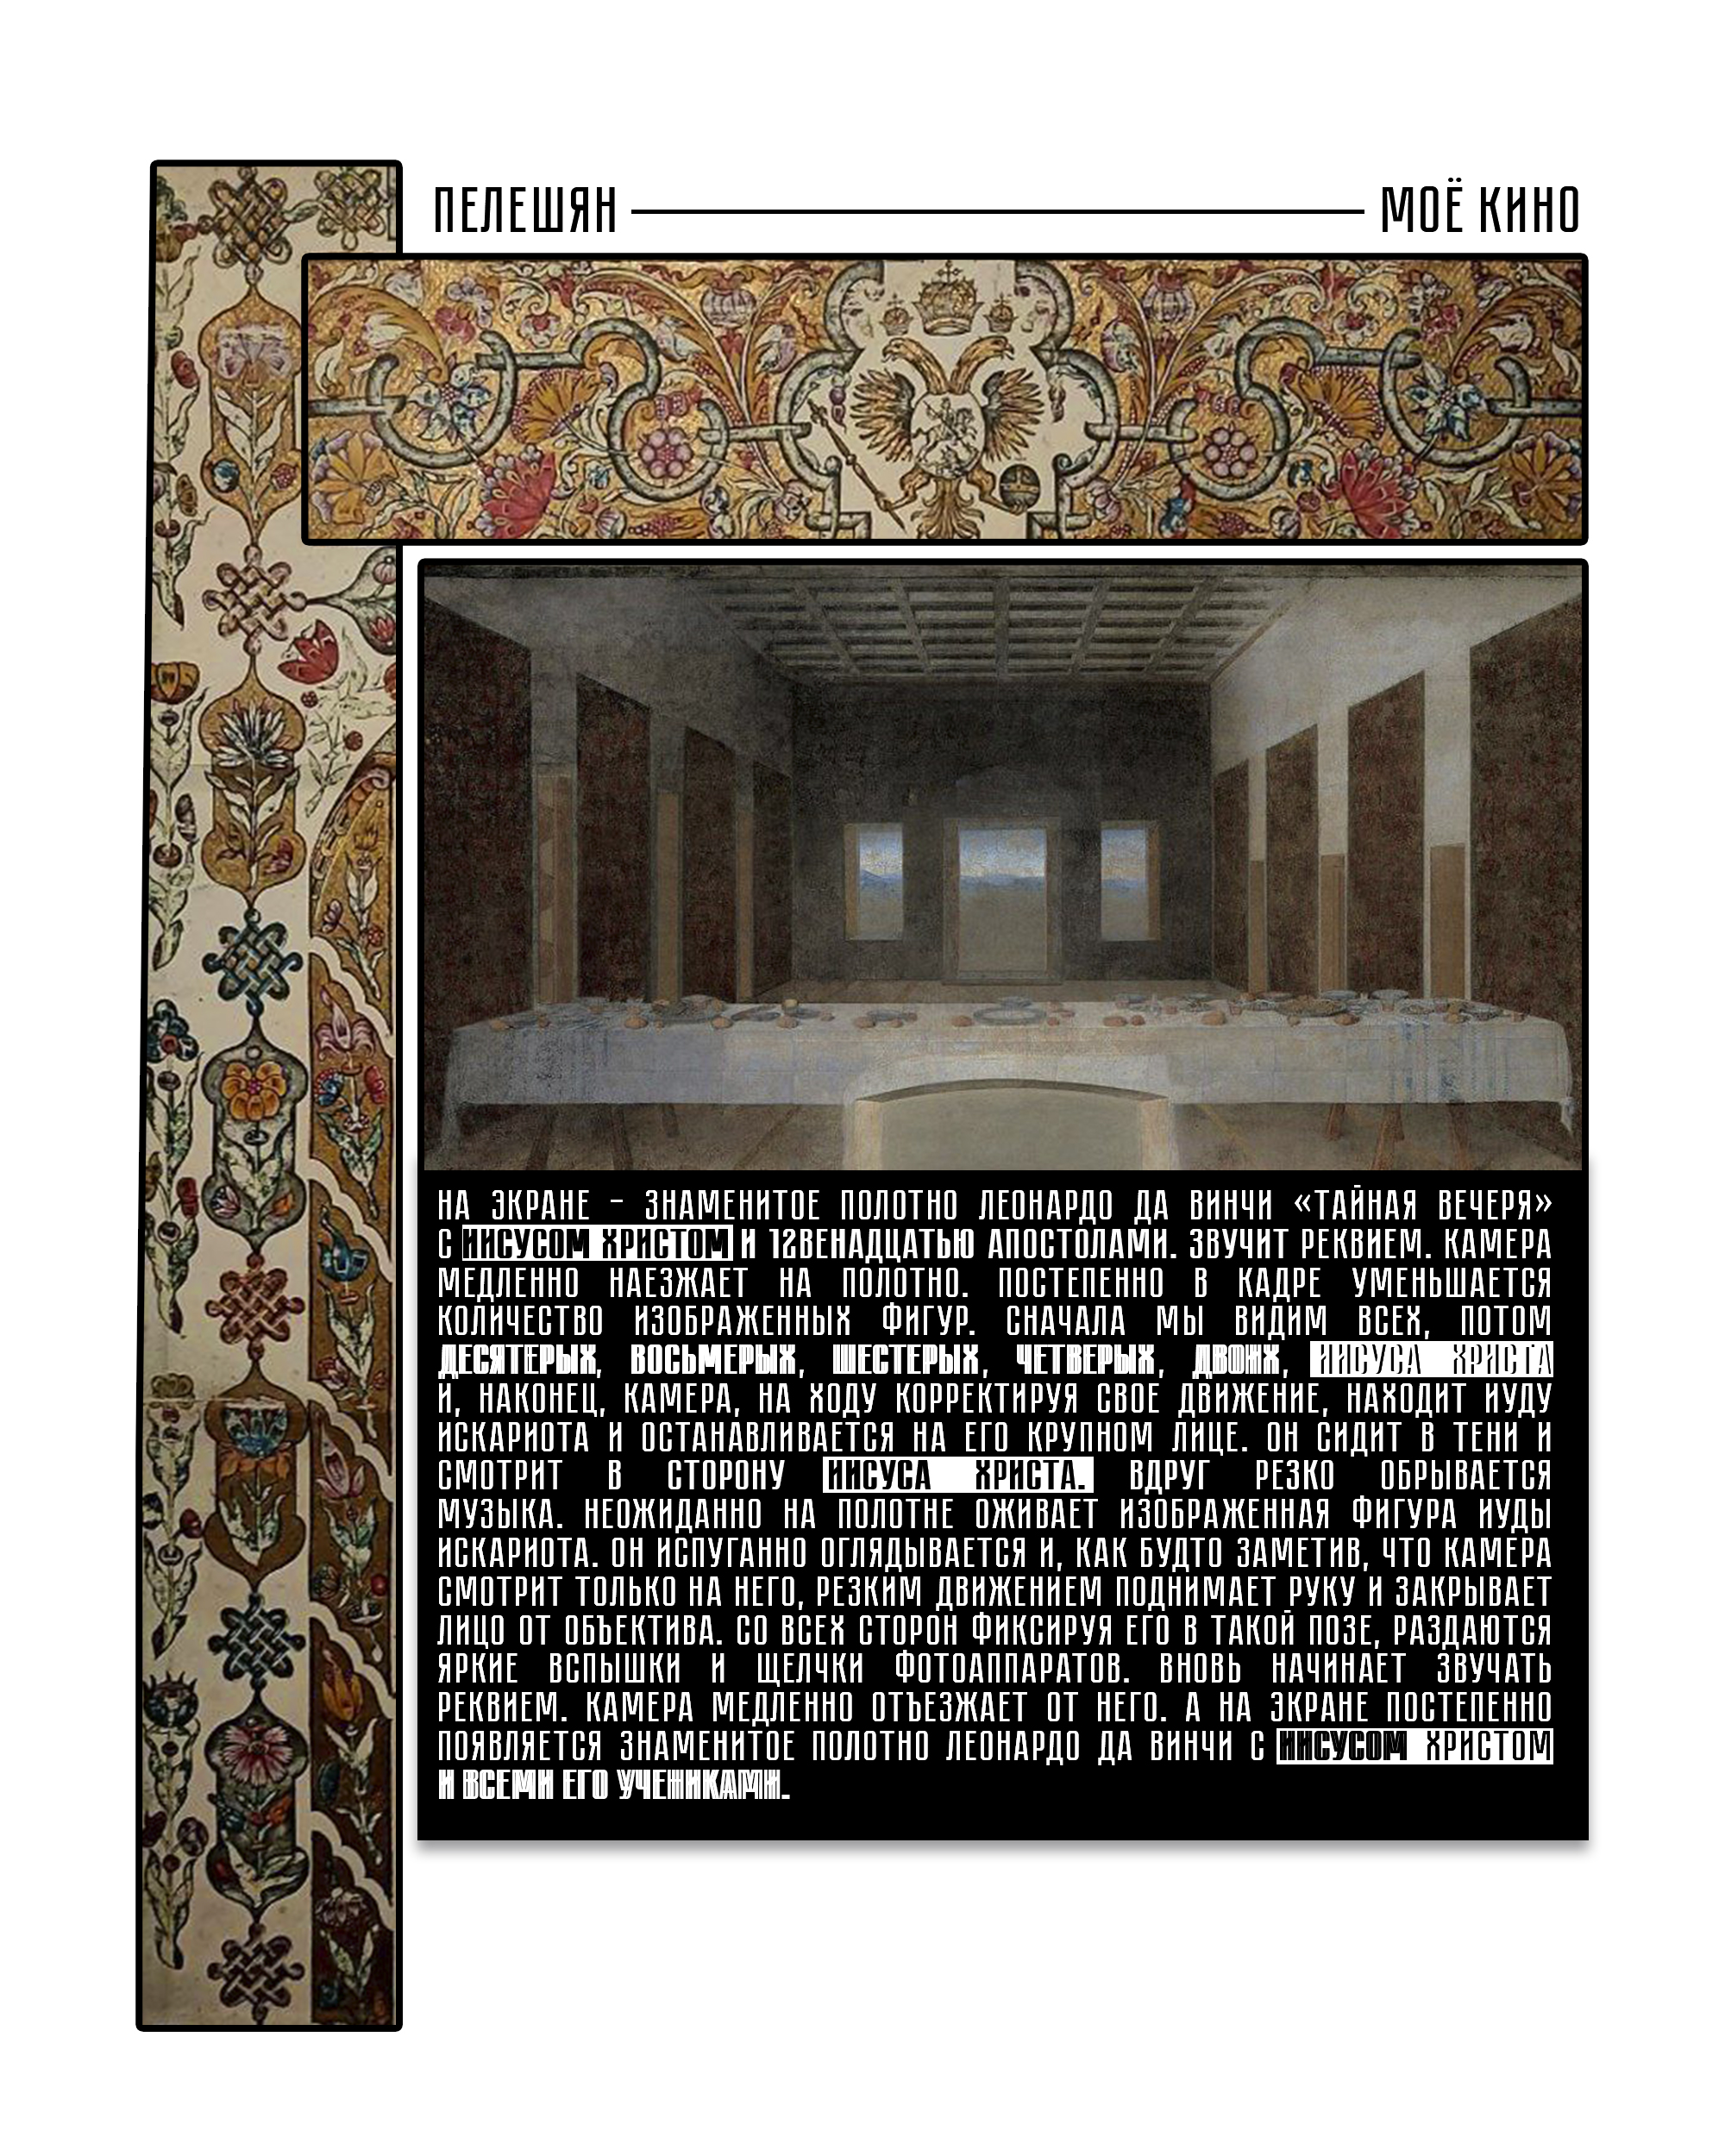 ПЕЛЕШЯН МОЁ КИНО
НА ЭКРАНЕ – ЗНАМЕНИТОЕ ПОЛОТНО ЛЕОНАРДО ДА ВИНЧИ «ТАЙНАЯ ВЕЧЕРЯ»
С ИИСУСОМ ХРИСТОМ И 12ВЕНАДЦАТЬЮ АПОСТОЛАМИ. ЗВУЧИТ РЕКВИЕМ. КАМЕРА
МЕДЛЕННО НАЕЗЖАЕТ НА ПОЛОТНО. ПОСТЕПЕННО В КАДРЕ УМЕНЬШАЕТСЯ
КОЛИЧЕСТВО ИЗОБРАЖЕННЫХ ФИГУР. СНАЧАЛА МЫ ВИДИМ ВСЕХ, ПОТОМ
ДЕСЯТЕРЫХ, ВОСЬМЕРЫХ, ШЕСТЕРЫХ, ЧЕТВЕРЫХ, ДВОИХ, ИИСУСА ХРИСТА
И, НАКОНЕЦ, КАМЕРА, НА ХОДУ КОРРЕКТИРУЯ СВОЕ ДВИЖЕНИЕ, НАХОДИТ ИУДУ
ИСКАРИОТА И ОСТАНАВЛИВАЕТСЯ НА ЕГО КРУПНОМ ЛИЦЕ. ОН СИДИТ В ТЕНИ И
СМОТРИТ В СТОРОНУ ИИСУСА ХРИСТА. ВДРУГ РЕЗКО ОБРЫВАЕТСЯ
МУЗЫКА. НЕОЖИДАННО НА ПОЛОТНЕ ОЖИВАЕТ ИЗОБРАЖЕННАЯ ФИГУРА ИУДЫ
ИСКАРИОТА. ОН ИСПУГАННО ОГЛЯДЫВАЕТСЯ И, КАК БУДТО ЗАМЕТИВ, ЧТО КАМЕРА
СМОТРИТ ТОЛЬКО НА НЕГО, РЕЗКИМ ДВИЖЕНИЕМ ПОДНИМАЕТ РУКУ И ЗАКРЫВАЕТ
ЛИЦО ОТ ОБЪЕКТИВА. СО ВСЕХ СТОРОН ФИКСИРУЯ ЕГО В ТАКОЙ ПОЗЕ, РАЗДАЮТСЯ
ЯРКИЕ ВСПЫШКИ И ЩЕЛЧКИ ФОТОАППАРАТОВ. ВНОВЬ НАЧИНАЕТ ЗВУЧАТЬ
РЕКВИЕМ. КАМЕРА МЕДЛЕННО ОТЪЕЗЖАЕТ ОТ НЕГО. А НА ЭКРАНЕ ПОСТЕПЕННО
ПОЯВЛЯЕТСЯ ЗНАМЕНИТОЕ ПОЛОТНО ЛЕОНАРДО ДА ВИНЧИ С ИИСУСОМ ХРИСТОМ
И ВСЕМИ ЕГО УЧЕНИКАМИ.